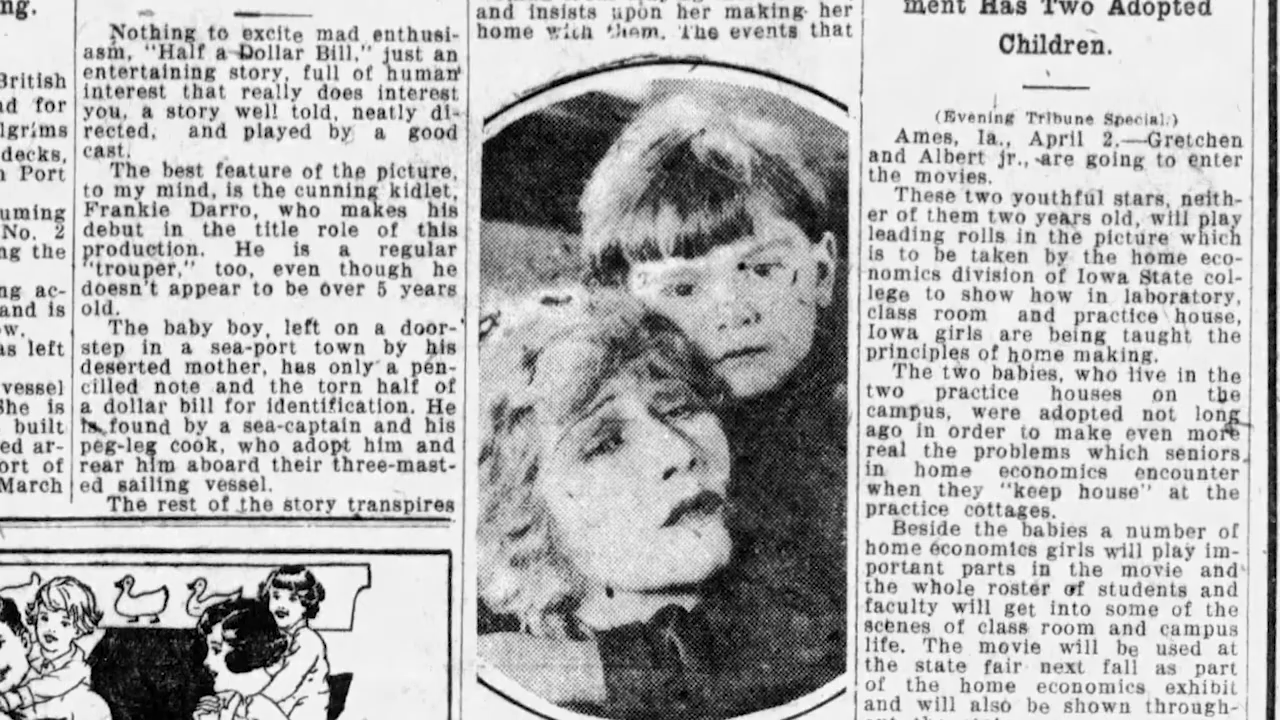 ng.
British
nd for
lgrims
decks,
n Port
uming
No. 2
ng the
ng ac-
and is
ow.
as left
vessel
She is
built
ed ar-
ort of
March
Nothing to excite mad enthusi-
asm, "Half a Dollar Bill," just an
entertaining story, full of human
interest that really does interest
you, a story well told, neatly di-
rected, and played by a good
cast.
The best feature of the picture,
to my mind, is the cunning kidlet,
Frankie Darro, who makes his
debut in the title role of this
production. He is a regular
"trouper," too, even though he
doesn't appear to be over 5 years
old.
The baby boy, left on a door-
step in a sea-port town by his
deserted mother, has only a pen-
cilled note and the torn half of
a dollar bill for identification. He
is found by a sea-captain and his
peg-leg cook, who adopt him and
rear him aboard their three-mast-
ed sailing vessel.
The rest of the story transpires
and insists upon her making her
home with them. The events that
ment Has Two Adopted
Children.
(Evening Tribune Special.)
Ames, Ia., April 2.—Gretchen
and Albert jr., are going to enter
the movies.
These two youthful stars, neith-
er of them two years old, will play
leading rolls in the picture which
is to be taken by the home eco-
nomics division of Iowa State col-
lege to show how in laboratory,
class room and practice house,
Iowa girls are being taught the
principles of home making.
The two babies, who live in the
two practice houses on the
campus, were adopted not long
ago in order to make even more
real the problems which seniors
in home economics encounter
when they "keep house" at the
practice cottages.
Beside the babies a number of
home economics girls will play im-
portant parts in the movie and
the whole roster of students and
faculty will get into some of the
scenes of class room and campus
life. The movie will be used at
the state fair next fall as part
of the home economics exhibit
and will also be shown through-